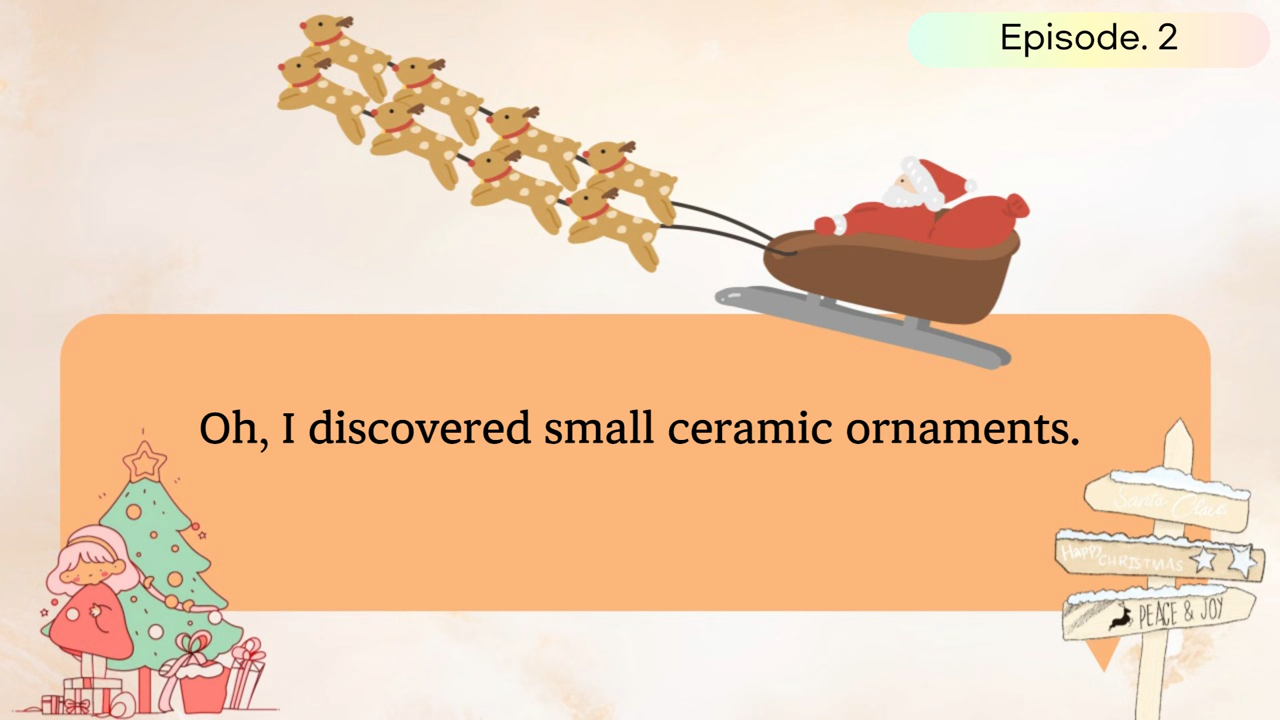 Episode. 2
Oh, I discovered small ceramic ornaments.
Santa Claus
Happy
CHRISTMAS
PEACE & JOY